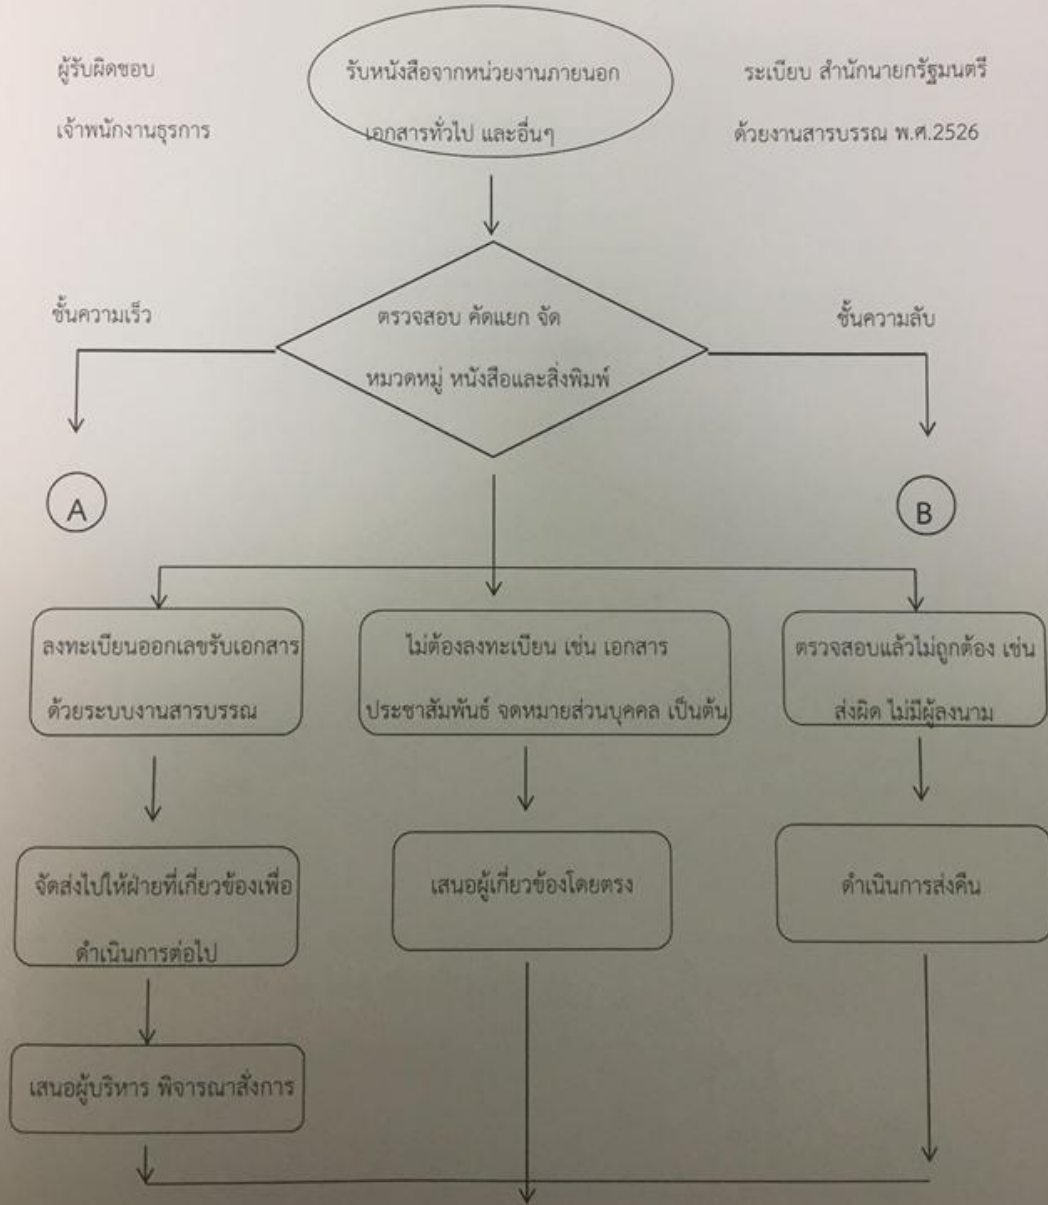 ผู้รับผิดชอบ
เจ้าพนักงานธุรการ
รับหนังสือจากหน่วยงานภายนอก
เอกสารทั่วไป และอื่นๆ
ระเบียบ สำนักนายกรัฐมนตรี
ด้วยงานสารบรรณ พ.ศ.2526
ชั้นความเร็ว
ตรวจสอบ คัดแยก จัด
หมวดหมู่ หนังสือและสิ่งพิมพ์
ชั้นความลับ
A
B
ลงทะเบียนออกเลขรับเอกสาร
ด้วยระบบงานสารบรรณ
ไม่ต้องลงทะเบียน เช่น เอกสาร
ประชาสัมพันธ์ จดหมายส่วนบุคคล เป็นต้น
ตรวจสอบแล้วไม่ถูกต้อง เช่น
ส่งผิด ไม่มีผู้ลงนาม
จัดส่งไปให้ฝ่ายที่เกี่ยวข้องเพื่อ
ดำเนินการต่อไป
เสนอผู้เกี่ยวข้องโดยตรง
ดำเนินการส่งคืน
เสนอผู้บริหาร พิจารณาสั่งการ